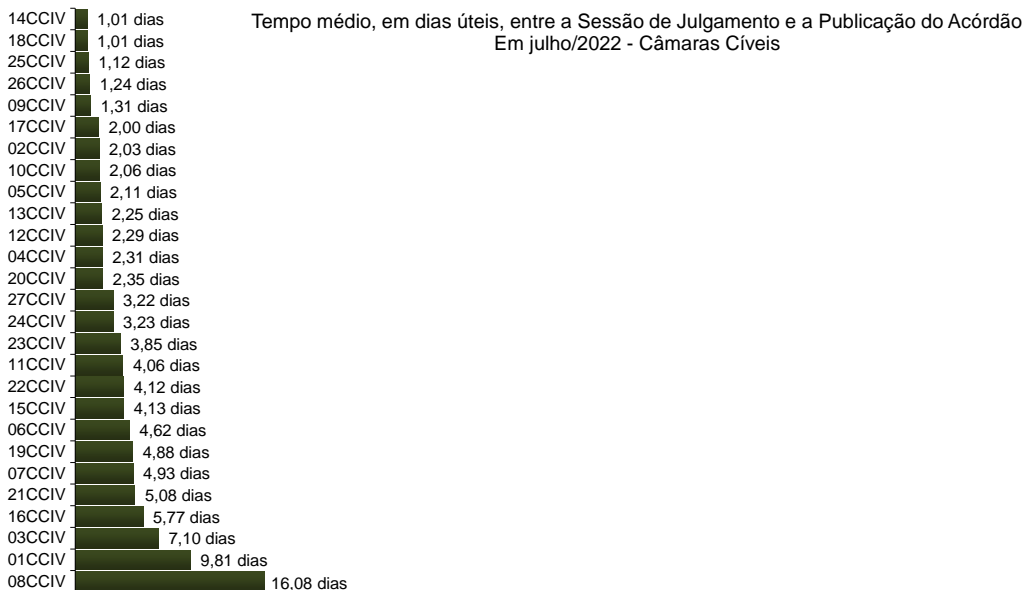 Tempo médio, em dias úteis, entre a Sessão de Julgamento e a Publicação do Acórdão
Em julho/2022 - Câmaras Cíveis
14CCIV 1,01 dias
18CCIV 1,01 dias
25CCIV 1,12 dias
26CCIV 1,24 dias
09CCIV 1,31 dias
17CCIV 2,00 dias
02CCIV 2,03 dias
10CCIV 2,06 dias
05CCIV 2,11 dias
13CCIV 2,25 dias
12CCIV 2,29 dias
04CCIV 2,31 dias
20CCIV 2,35 dias
27CCIV 3,22 dias
24CCIV 3,23 dias
23CCIV 3,85 dias
11CCIV 4,06 dias
22CCIV 4,12 dias
15CCIV 4,13 dias
06CCIV 4,62 dias
19CCIV 4,88 dias
07CCIV 4,93 dias
21CCIV 5,08 dias
16CCIV 5,77 dias
03CCIV 7,10 dias
01CCIV 9,81 dias
08CCIV 16,08 dias